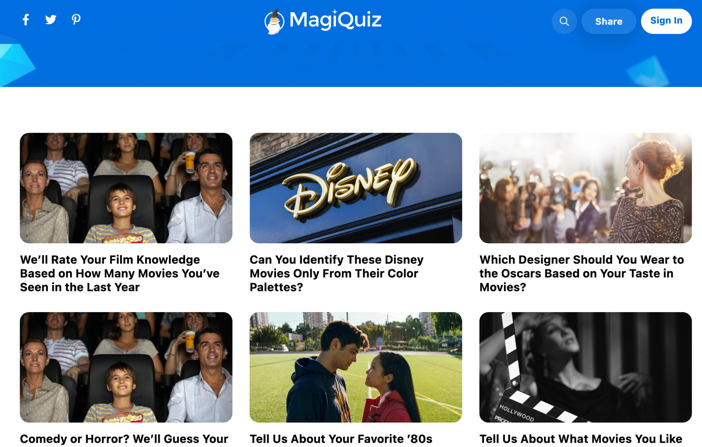 MagiQuiz
Share
Sign In
Disney
We'll Rate Your Film Knowledge
Based on How Many Movies You've
Seen in the Last Year
Can You Identify These Disney
Movies Only From Their Color
Palettes?
Which Designer Should You Wear to
the Oscars Based on Your Taste in
Movies?
HOLLYWOOD
Comedy or Horror? We'll Guess Your
Tell Us About Your Favorite '80s
Tell Us About What Movies You Like